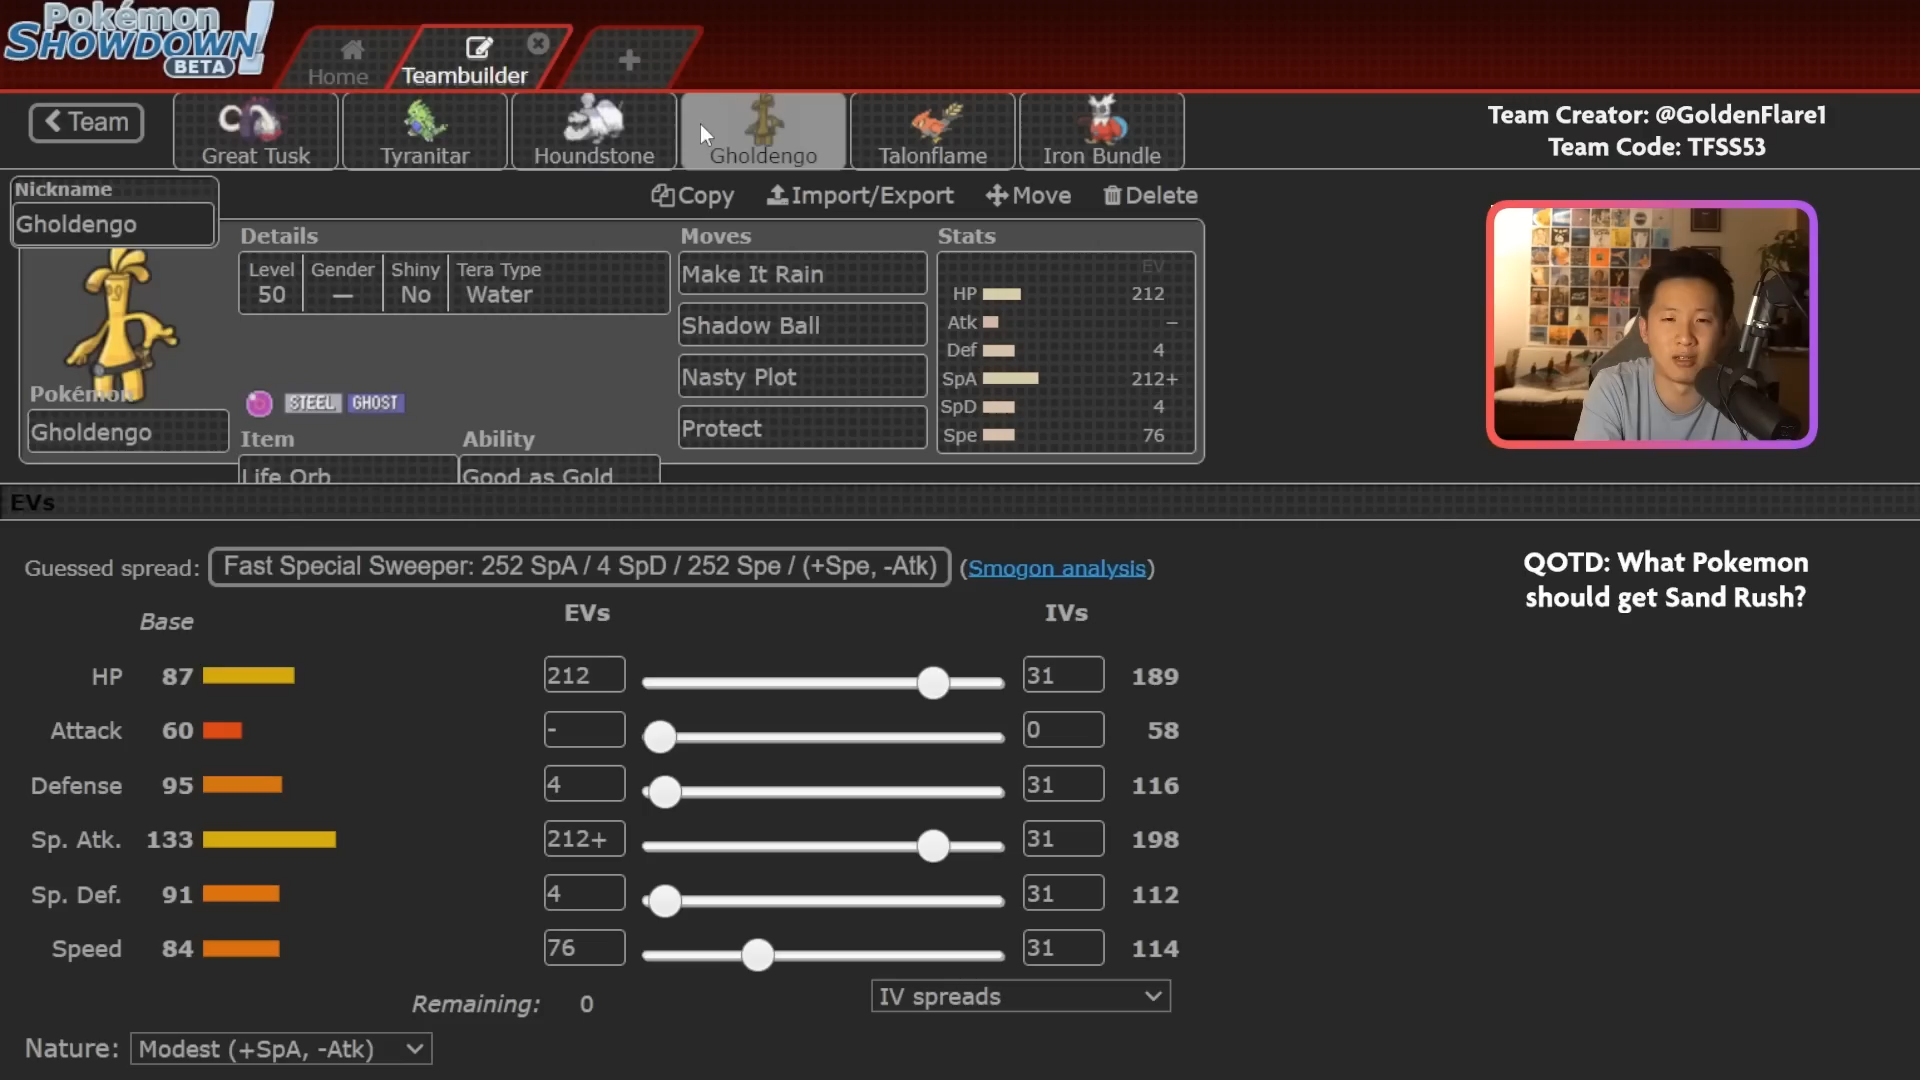 Pokémon
SHOWDOWN!
BETA
Home
Teambuilder
Team
Great Tusk
Tyranitar
Houndstone
Gholdengo
Talonflame
Iron Bundle
Team Creator: @GoldenFlare1
Team Code: TFSS53
Copy
Import/Export
Move
Delete
Nickname
Gholdengo
Details
Level
50
Gender
—
Shiny
No
Tera Type
Water
Moves
Make It Rain
Shadow Ball
Nasty Plot
Protect
Stats
EV
HP 212
Atk –
Def 4
SpA 212+
SpD 4
Spe 76
Pokémon
Gholdengo
STEEL GHOST
Item
Life Orb
Ability
Good as Gold
EVs
Guessed spread: Fast Special Sweeper: 252 SpA / 4 SpD / 252 Spe / (+Spe, -Atk) (Smogon analysis)
Base EVs IVs
HP 87 212 31 189
Attack 60 - 0 58
Defense 95 4 31 116
Sp. Atk. 133 212+ 31 198
Sp. Def. 91 4 31 112
Speed 84 76 31 114
Remaining: 0
IV spreads
Nature: Modest (+SpA, -Atk)
QOTD: What Pokemon
should get Sand Rush?